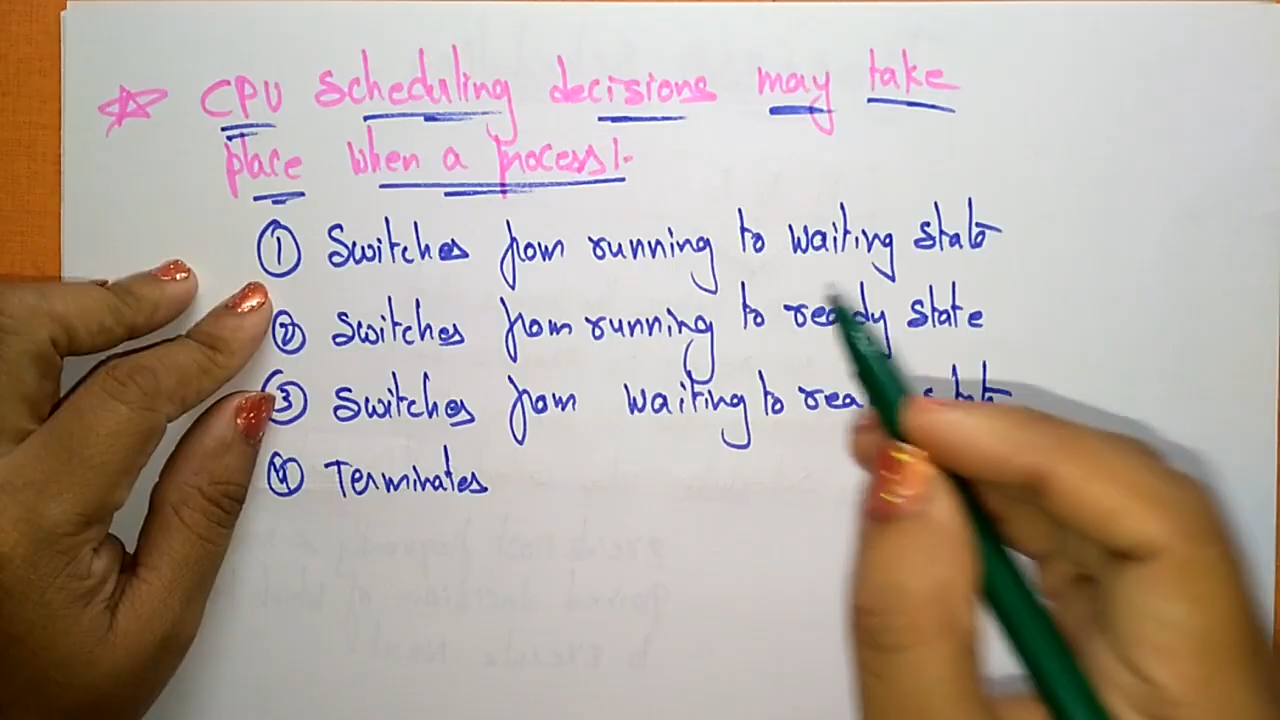 CPU scheduling decisions may take
place when a process:-
① Switches from running to waiting state
② Switches from running to ready state
③ Switches from waiting to
④ Terminates